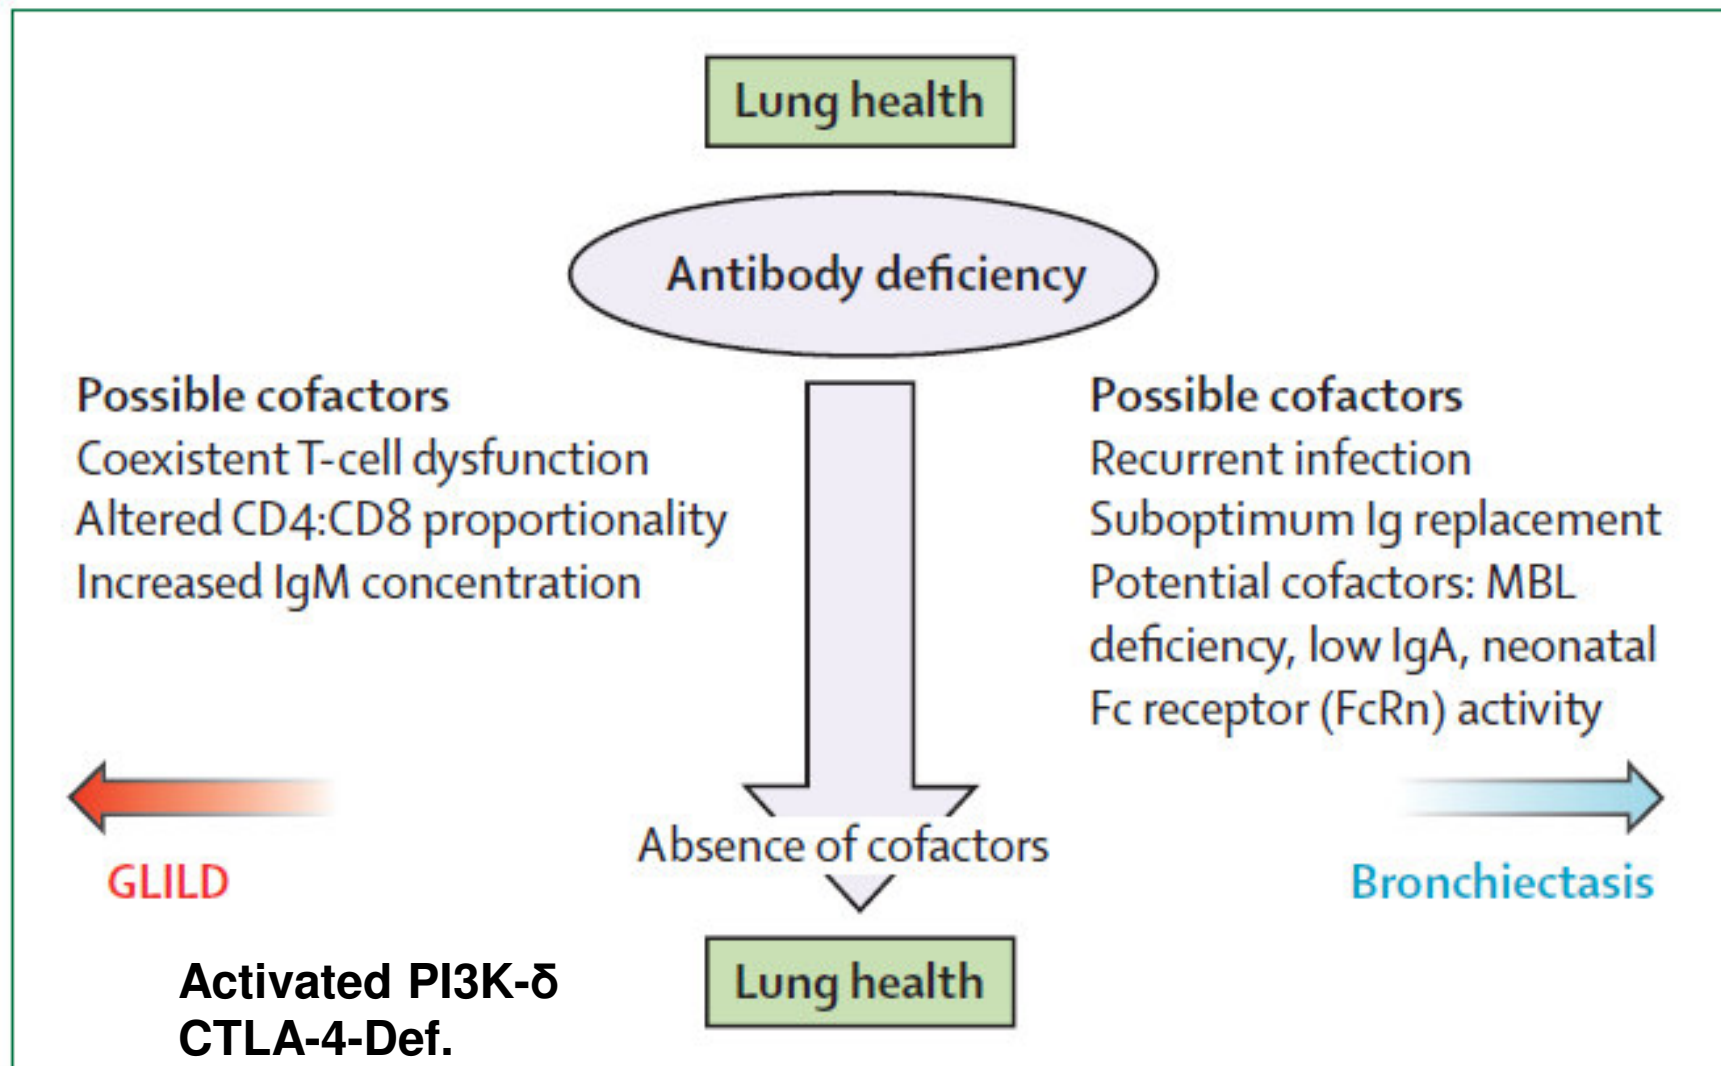 Lung health
Antibody deficiency
Possible cofactors
Coexistent T-cell dysfunction
Altered CD4:CD8 proportionality
Increased IgM concentration
Possible cofactors
Recurrent infection
Suboptimum Ig replacement
Potential cofactors: MBL
deficiency, low IgA, neonatal
Fc receptor (FcRn) activity
Absence of cofactors
GLILD
Bronchiectasis
Activated PI3K-δ
CTLA-4-Def.
Lung health